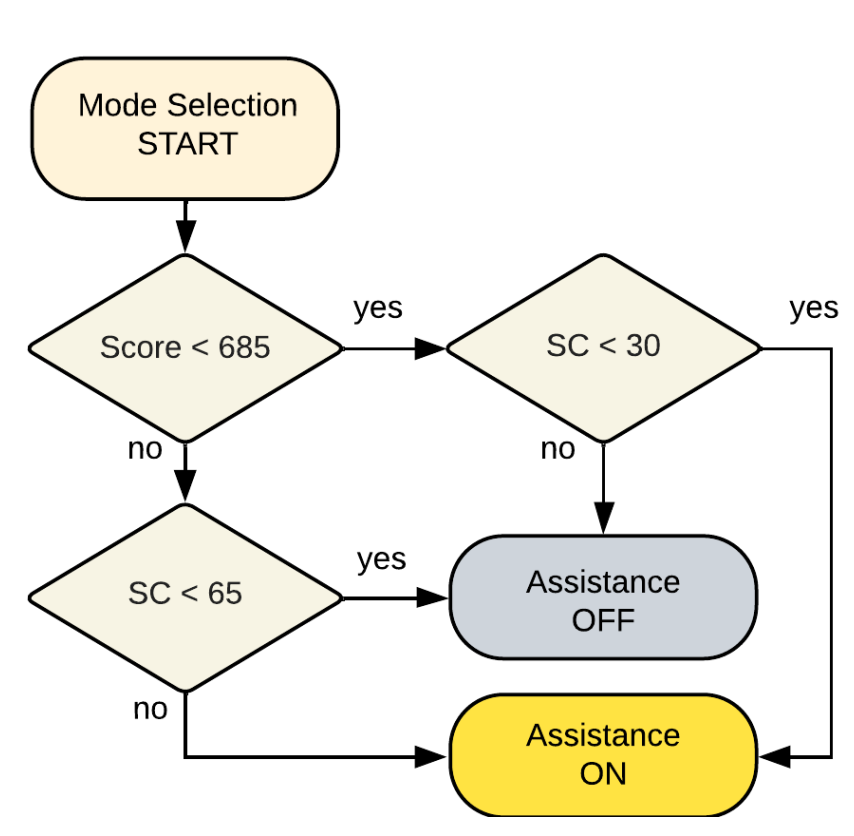 Mode Selection
START
yes
yes
Score < 685
SC < 30
no
no
yes
SC < 65
Assistance
OFF
no
Assistance
ON